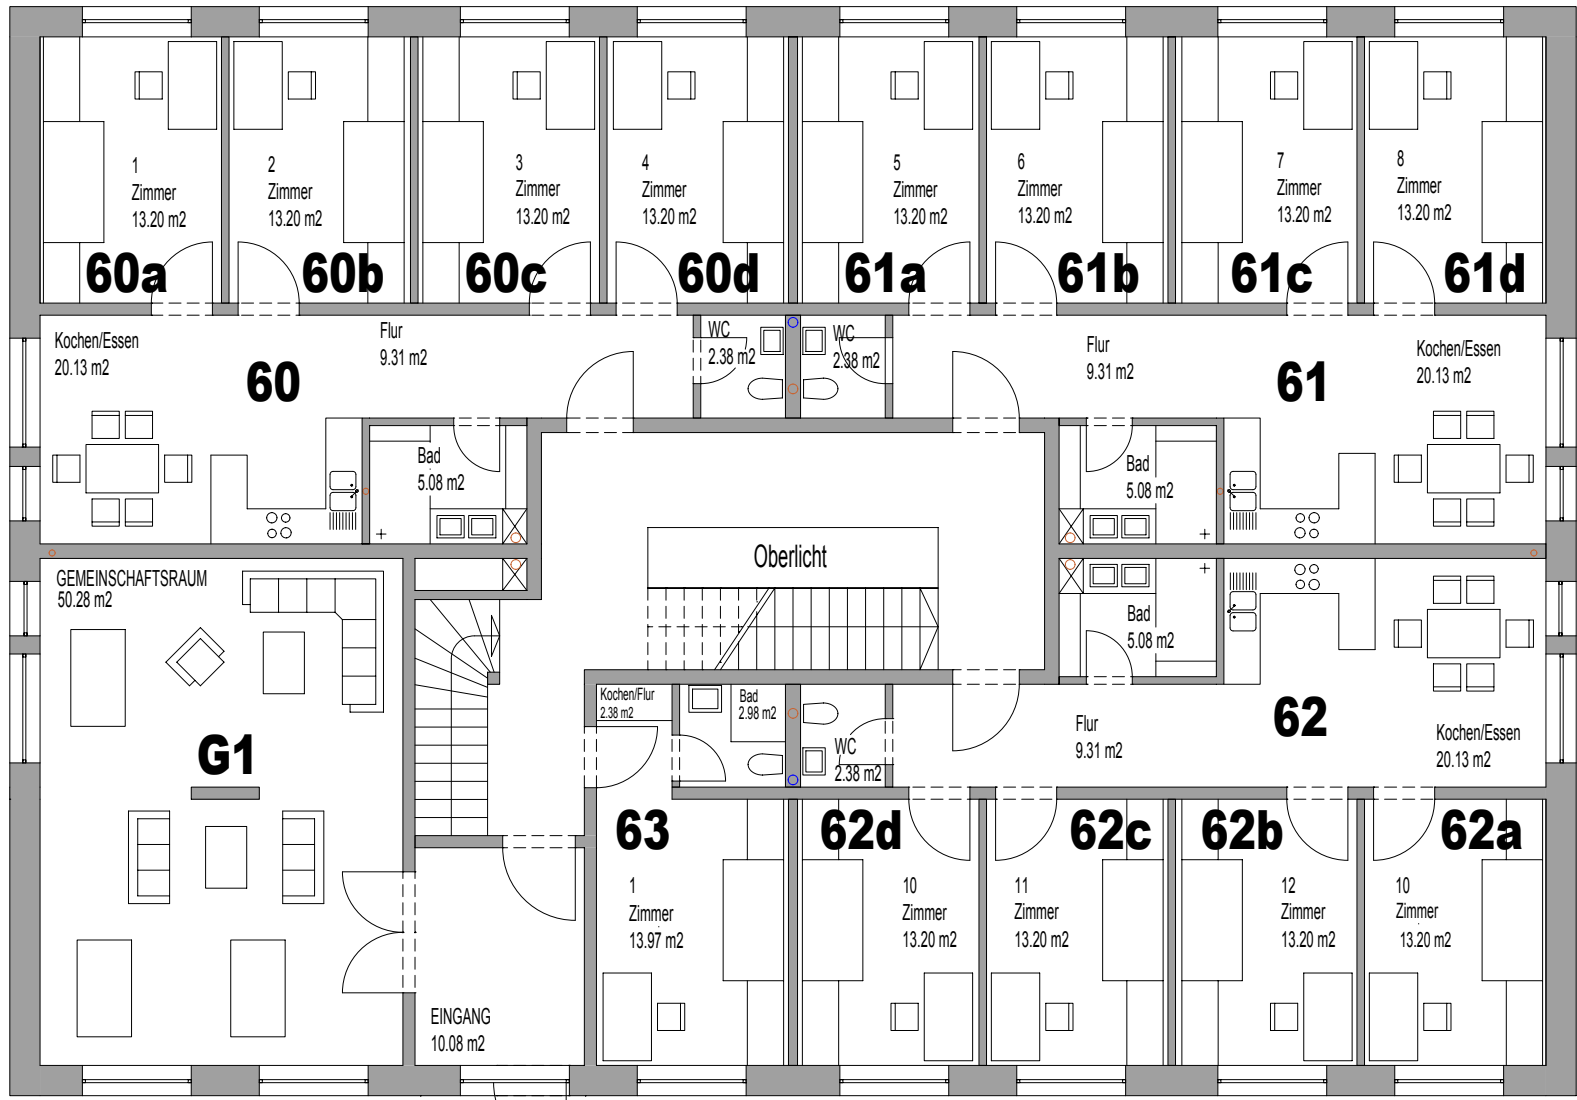 1
Zimmer
13.20 m2
60a
2
Zimmer
13.20 m2
60b
3
Zimmer
13.20 m2
60c
4
Zimmer
13.20 m2
60d
5
Zimmer
13.20 m2
61a
6
Zimmer
13.20 m2
61b
7
Zimmer
13.20 m2
61c
8
Zimmer
13.20 m2
61d
Kochen/Essen
20.13 m2
60
Flur
9.31 m2
WC
2.38 m2
WC
2.38 m2
Flur
9.31 m2
61
Kochen/Essen
20.13 m2
Bad
5.08 m2
Bad
5.08 m2
Oberlicht
GEMEINSCHAFTSRAUM
50.28 m2
G1
Bad
5.08 m2
Kochen/Flur
2.38 m2
Bad
2.98 m2
WC
2.38 m2
Flur
9.31 m2
62
Kochen/Essen
20.13 m2
63
1
Zimmer
13.97 m2
62d
10
Zimmer
13.20 m2
62c
11
Zimmer
13.20 m2
62b
12
Zimmer
13.20 m2
62a
10
Zimmer
13.20 m2
EINGANG
10.08 m2